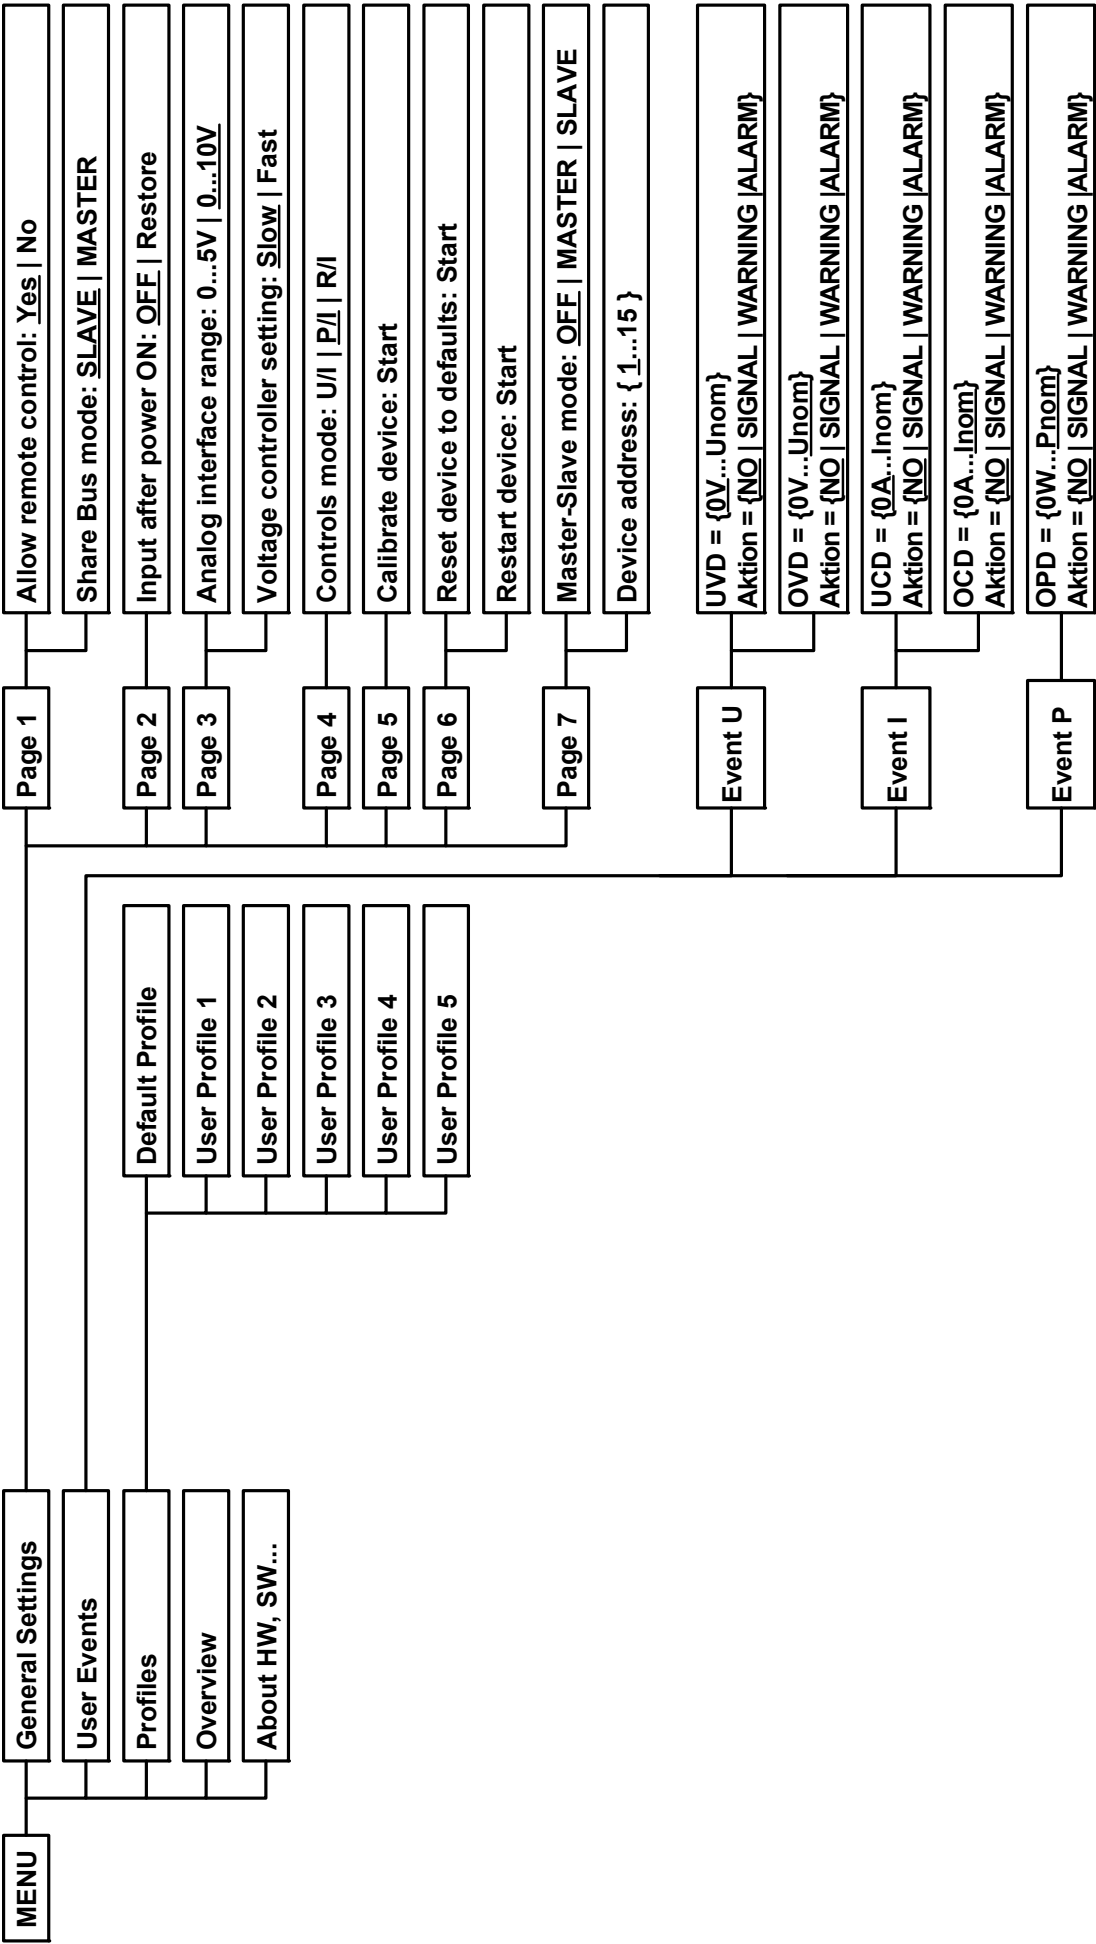 MENU
General Settings
User Events
Profiles
Overview
About HW, SW...
Default Profile
User Profile 1
User Profile 2
User Profile 3
User Profile 4
User Profile 5
Page 1
Allow remote control: Yes | No
Share Bus mode: SLAVE | MASTER
Page 2
Input after power ON: OFF | Restore
Page 3
Analog interface range: 0...5V | 0...10V
Voltage controller setting: Slow | Fast
Page 4
Controls mode: U/I | P/I | R/I
Page 5
Calibrate device: Start
Page 6
Reset device to defaults: Start
Restart device: Start
Page 7
Master-Slave mode: OFF | MASTER | SLAVE
Device address: { 1...15 }
Event U
UVD = {0V...Unom}
Aktion = {NO | SIGNAL | WARNING |ALARM}
OVD = {0V...Unom}
Aktion = {NO | SIGNAL | WARNING |ALARM}
Event I
UCD = {0A...Inom}
Aktion = {NO | SIGNAL | WARNING |ALARM}
OCD = {0A...Inom}
Aktion = {NO | SIGNAL | WARNING |ALARM}
Event P
OPD = {0W...Pnom}
Aktion = {NO | SIGNAL | WARNING |ALARM}